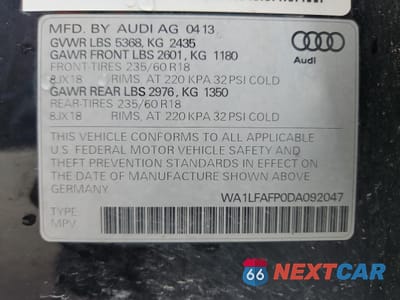 MFD. BY AUDI AG 04 13
GVWR LBS 5368, KG 2435
GAWR FRONT LBS 2601, KG 1180
FRONT-TIRES 235/60 R18
8JX18 RIMS, AT 220 KPA 32 PSI COLD
GAWR REAR LBS 2976, KG 1350
REAR-TIRES 235/60 R18
8JX18 RIMS, AT 220 KPA 32 PSI COLD
Audi
THIS VEHICLE CONFORMS TO ALL APPLICABLE
U.S. FEDERAL MOTOR VEHICLE SAFETY AND
THEFT PREVENTION STANDARDS IN EFFECT ON
THE DATE OF MANUFACTURE SHOWN ABOVE.
GERMANY
WA1LFAFP0DA092047
TYPE:
MPV
66 NEXTCAR